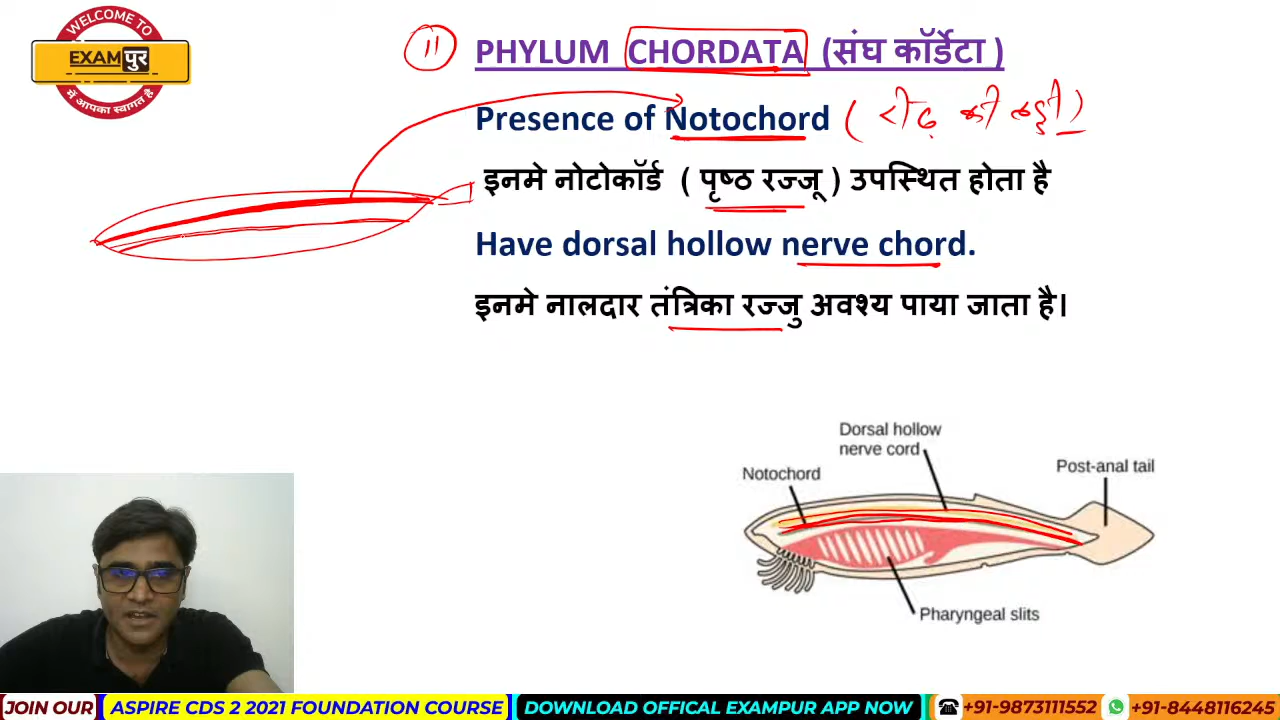 WELCOME TO
EXAMपुर
में आपका स्वागत है
11 PHYLUM CHORDATA (संघ कॉर्डेटा )
Presence of Notochord ( रीढ़ की हड्डी )
इनमे नोटोकॉर्ड ( पृष्ठ रज्जू ) उपस्थित होता है
Have dorsal hollow nerve chord.
इनमे नालदार तंत्रिका रज्जु अवश्य पाया जाता है।
Dorsal hollow
nerve cord
Notochord
Post-anal tail
Pharyngeal slits
JOIN OUR ASPIRE CDS 2 2021 FOUNDATION COURSE DOWNLOAD OFFICAL EXAMPUR APP NOW +91-9873111552 +91-8448116245